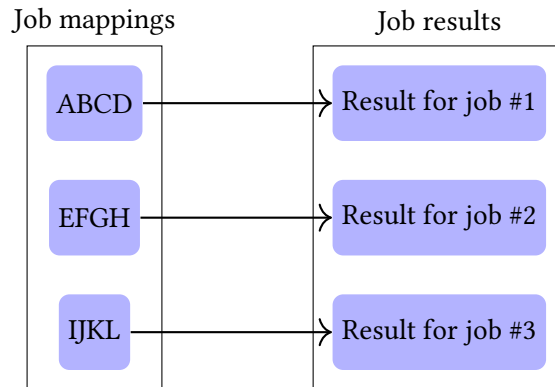 Job mappings
Job results
ABCD
Result for job #1
EFGH
Result for job #2
IJKL
Result for job #3